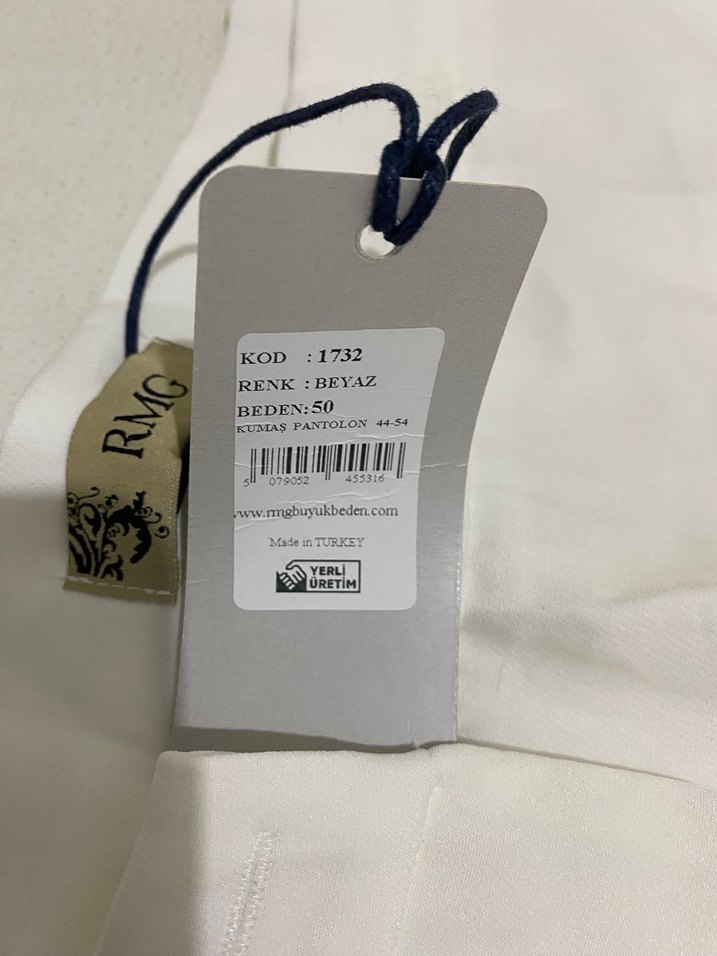 KOD : 1732
RENK : BEYAZ
BEDEN: 50
KUMAŞ PANTOLON 44-54
5 079052 455316
www.rmgbuyukbeden.com
Made in TURKEY
YERLİ
ÜRETİM
RMG